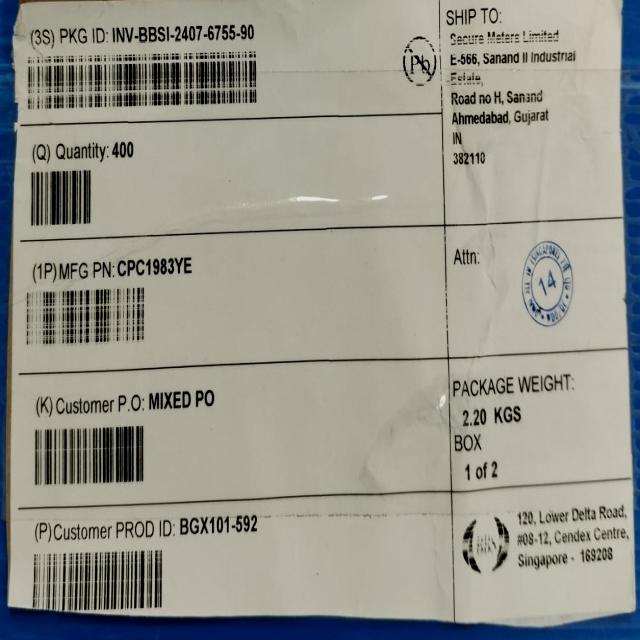 (3S) PKG ID: INV-BBSI-2407-6755-90
(Q) Quantity: 400
(1P) MFG PN: CPC1983YE
(K) Customer P.O: MIXED PO
(P) Customer PROD ID: BGX101-592
Pb
SHIP TO:
Secure Meters Limited
E-566, Sanand II Industrial
Estate,
Road no H, Sanand
Ahmedabad, Gujarat
IN
382110
Attn:
14
PACKAGE WEIGHT:
2.20 KGS
BOX
1 of 2
BBS
120, Lower Delta Road,
#08-12, Cendex Centre,
Singapore - 169208